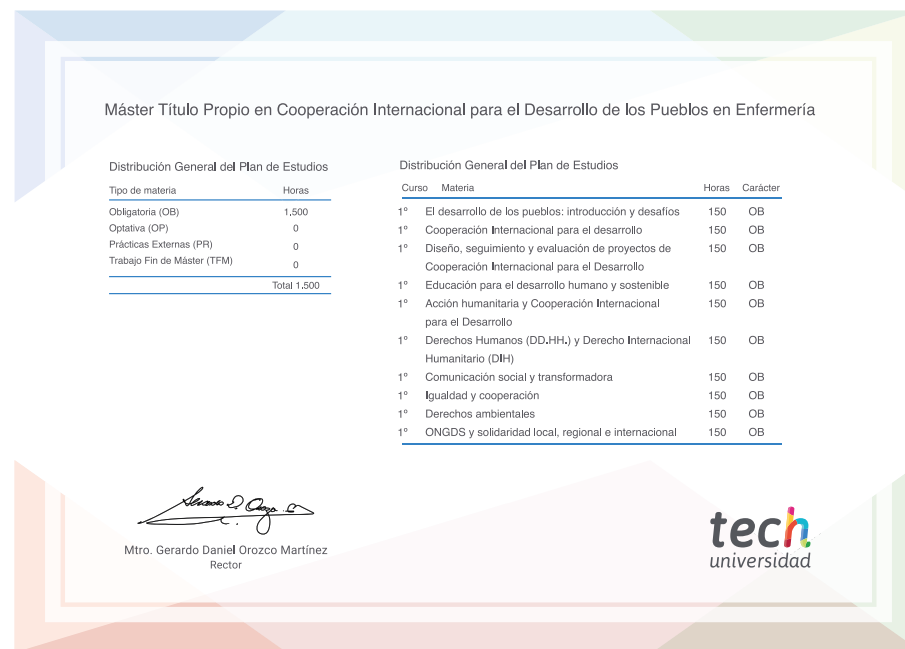 Máster Título Propio en Cooperación Internacional para el Desarrollo de los Pueblos en Enfermería
Distribución General del Plan de Estudios
Tipo de materia Horas
Obligatoria (OB) 1,500
Optativa (OP) 0
Prácticas Externas (PR) 0
Trabajo Fin de Máster (TFM) 0
Total 1.500
Distribución General del Plan de Estudios
Curso Materia Horas Carácter
1º El desarrollo de los pueblos: introducción y desafíos 150 OB
1º Cooperación Internacional para el desarrollo 150 OB
1º Diseño, seguimiento y evaluación de proyectos de 150 OB
Cooperación Internacional para el Desarrollo
1º Educación para el desarrollo humano y sostenible 150 OB
1º Acción humanitaria y Cooperación Internacional 150 OB
para el Desarrollo
1º Derechos Humanos (DD.HH.) y Derecho Internacional 150 OB
Humanitario (DIH)
1º Comunicación social y transformadora 150 OB
1º Igualdad y cooperación 150 OB
1º Derechos ambientales 150 OB
1º ONGDS y solidaridad local, regional e internacional 150 OB
Mtro. Gerardo Daniel Orozco Martínez
Rector
tech
universidad